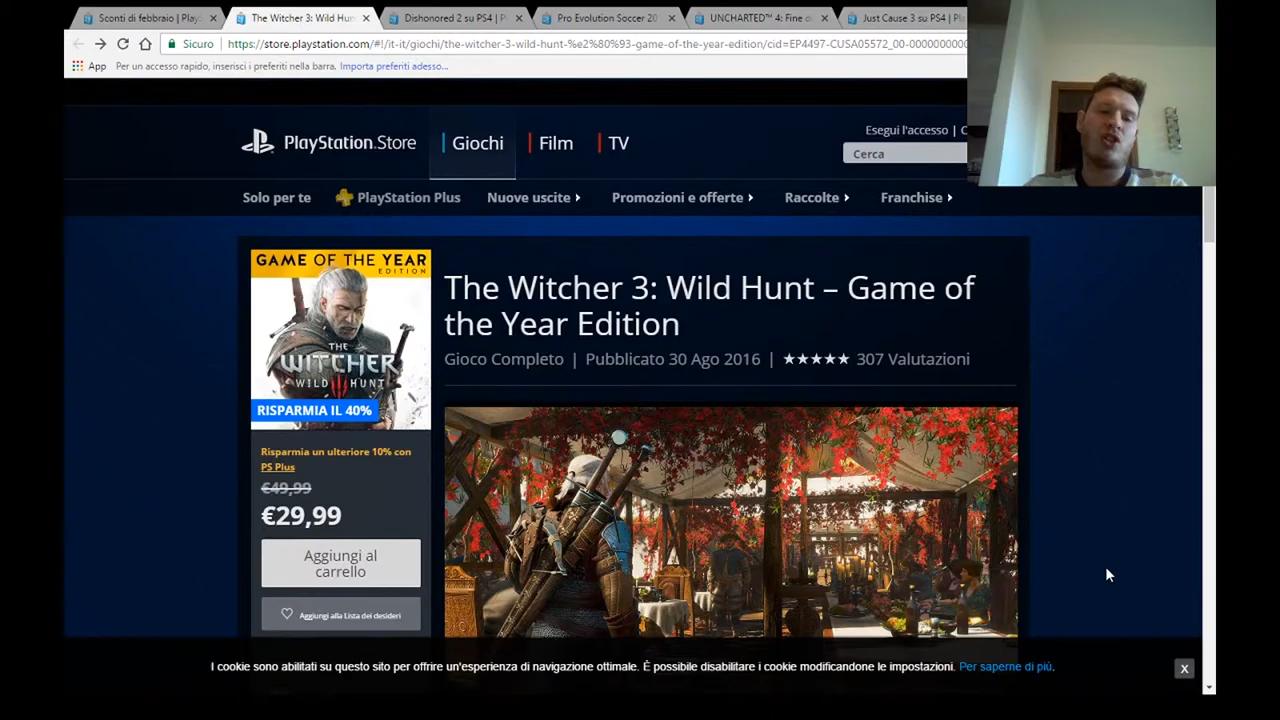 Sconti di febbraio | PlayS
The Witcher 3: Wild Hun
Dishonored 2 su PS4 | P
Pro Evolution Soccer 20
UNCHARTED™ 4: Fine d
Just Cause 3 su PS4 | Pla
Sicuro
https://store.playstation.com/#!/it-it/giochi/the-witcher-3-wild-hunt-%e2%80%93-game-of-the-year-edition/cid=EP4497-CUSA05572_00-0000000000
App
Per un accesso rapido, inserisci i preferiti nella barra.
Importa preferiti adesso...
Esegui l'accesso |
PlayStation.Store
Giochi
Film
TV
Cerca
Solo per te
PlayStation Plus
Nuove uscite
Promozioni e offerte
Raccolte
Franchise
GAME OF THE YEAR
EDITION
THE
WITCHER
WILD HUNT
RISPARMIA IL 40%
The Witcher 3: Wild Hunt – Game of
the Year Edition
Gioco Completo | Pubblicato 30 Ago 2016 | ★★★★★ 307 Valutazioni
Risparmia un ulteriore 10% con
PS Plus
€49,99
€29,99
Aggiungi al
carrello
Aggiungi alla Lista dei desideri
I cookie sono abilitati su questo sito per offrire un'esperienza di navigazione ottimale. È possibile disabilitare i cookie modificandone le impostazioni. Per saperne di più.
X